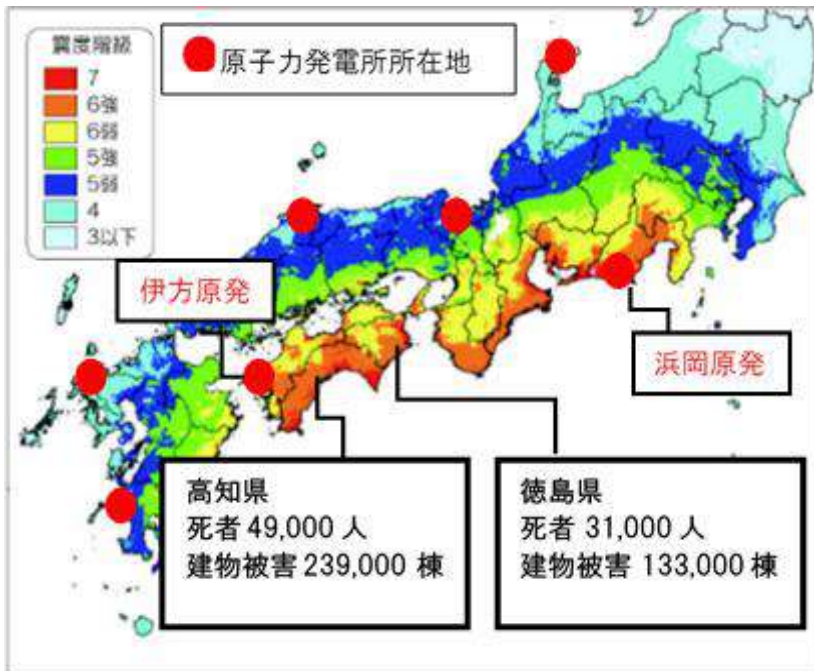 震度階級
7
6強
6弱
5強
5弱
4
3以下
原子力発電所所在地
伊方原発
浜岡原発
高知県
死者 49,000 人
建物被害 239,000 棟
徳島県
死者 31,000 人
建物被害 133,000 棟